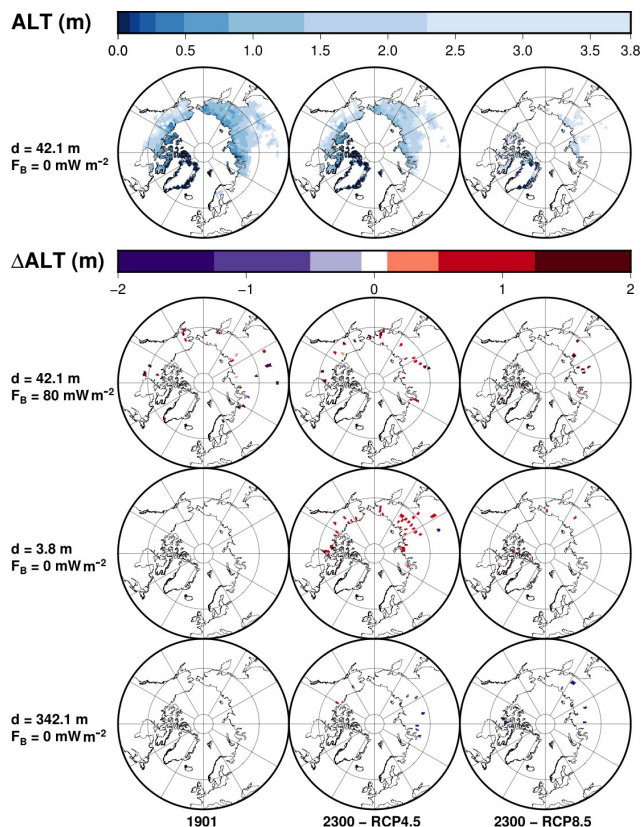 ALT (m)
0.0 0.5 1.0 1.5 2.0 2.5 3.0 3.8
d = 42.1 m
F_B = 0 mW m⁻²
ΔALT (m)
−2 −1 0 1 2
d = 42.1 m
F_B = 80 mW m⁻²
d = 3.8 m
F_B = 0 mW m⁻²
d = 342.1 m
F_B = 0 mW m⁻²
1901 2300 − RCP4.5 2300 − RCP8.5